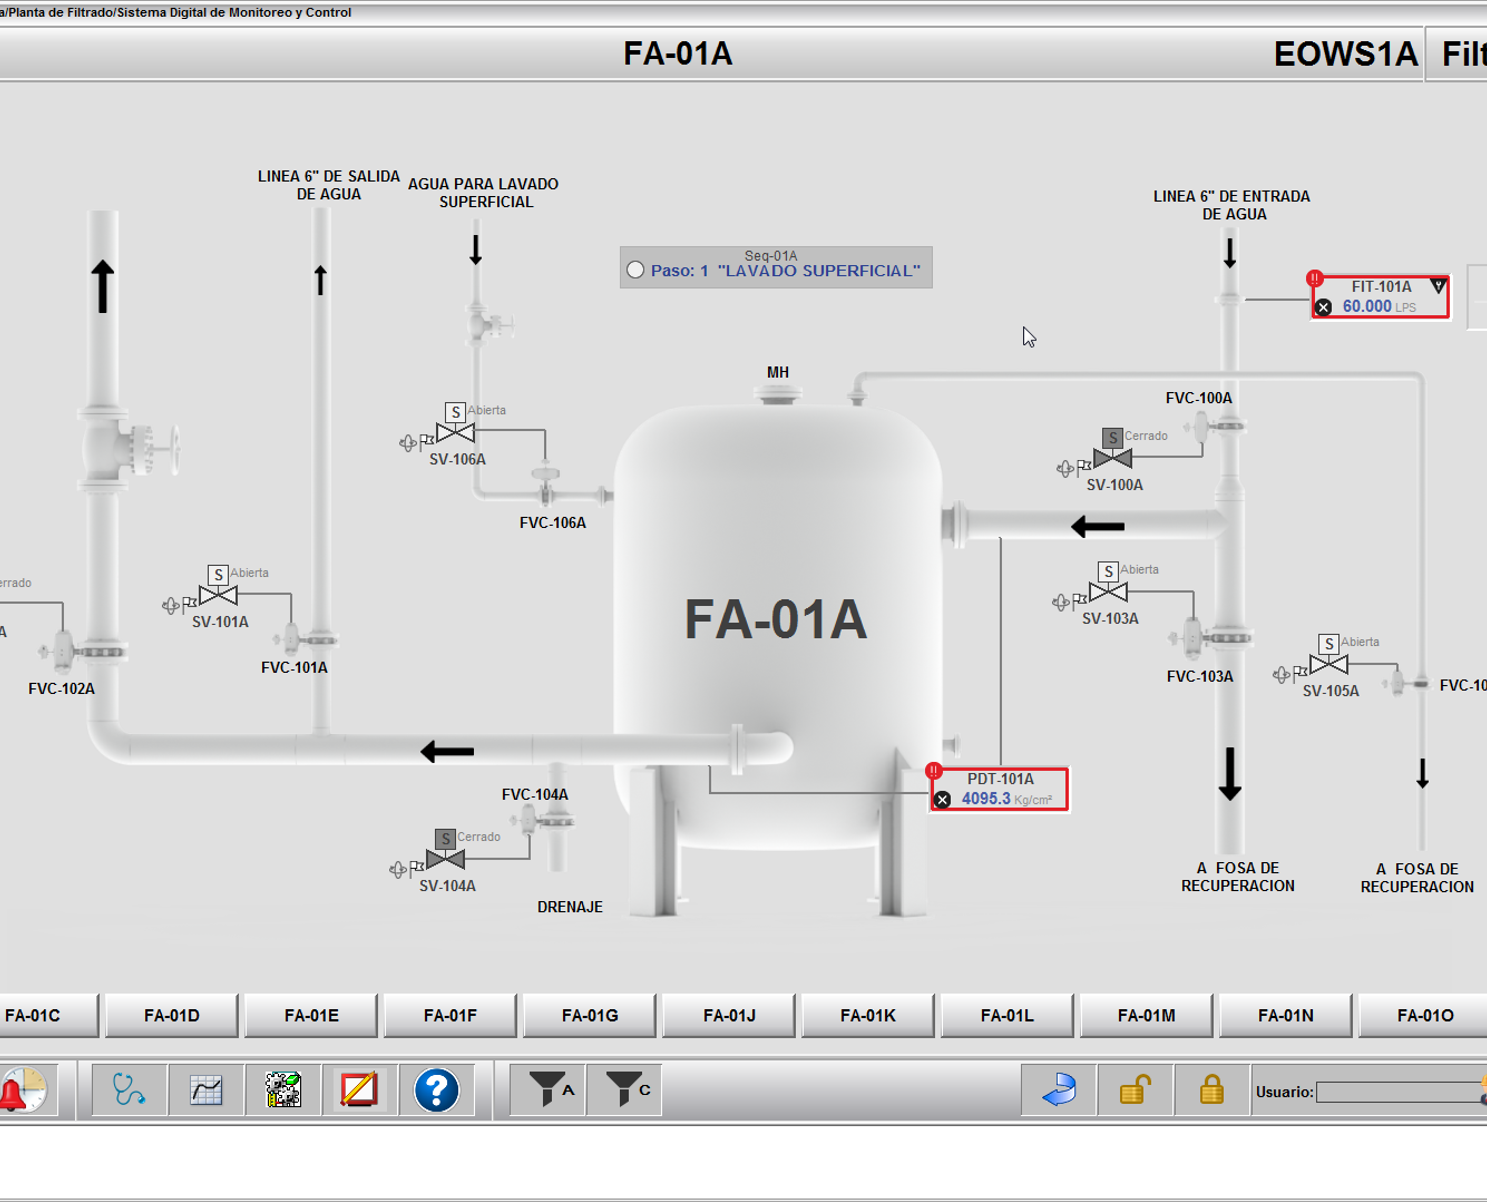 a/Planta de Filtrado/Sistema Digital de Monitoreo y Control
FA-01A
EOWS1A
Filt
LINEA 6" DE SALIDA
DE AGUA
AGUA PARA LAVADO
SUPERFICIAL
LINEA 6" DE ENTRADA
DE AGUA
Seq-01A
Paso: 1 "LAVADO SUPERFICIAL"
FIT-101A
60.000 LPS
MH
FVC-100A
S Abierta
SV-106A
S Cerrado
SV-100A
FVC-106A
S Abierta
SV-101A
errado
A
S Abierta
SV-103A
FA-01A
FVC-101A
FVC-102A
FVC-103A
S Abierta
SV-105A
FVC-10
PDT-101A
4095.3 Kg/cm²
FVC-104A
S Cerrado
SV-104A
DRENAJE
A FOSA DE
RECUPERACION
A FOSA DE
RECUPERACION
FA-01C
FA-01D
FA-01E
FA-01F
FA-01G
FA-01J
FA-01K
FA-01L
FA-01M
FA-01N
FA-01O
?
A
C
Usuario: